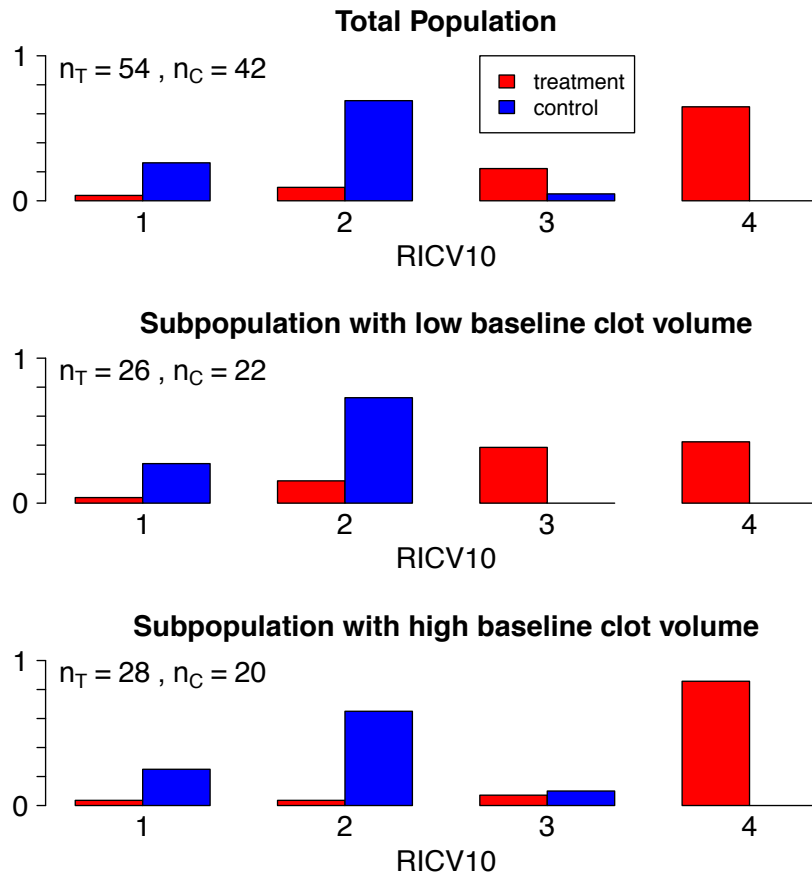 Total Population
1
n_T = 54 , n_C = 42
treatment
control
0
1 2 3 4
RICV10
Subpopulation with low baseline clot volume
1
n_T = 26 , n_C = 22
0
1 2 3 4
RICV10
Subpopulation with high baseline clot volume
1
n_T = 28 , n_C = 20
0
1 2 3 4
RICV10